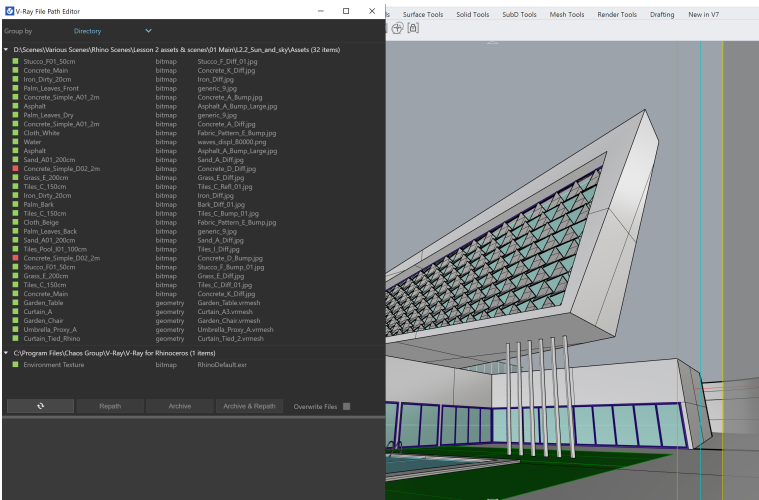 V-Ray File Path Editor
ls Surface Tools Solid Tools SubD Tools Mesh Tools Render Tools Drafting New in V7
Group by Directory
D:\Scenes\Various Scenes\Rhino Scenes\Lesson 2 assets & scenes\01 Main\L2.2_Sun_and_sky\Assets (32 items)
Stucco_F01_50cm bitmap Stucco_F_Diff_01.jpg
Concrete_Main bitmap Concrete_K_Diff.jpg
Iron_Dirty_20cm bitmap Iron_Diff.jpg
Palm_Leaves_Front bitmap generic_9.jpg
Concrete_Simple_A01_2m bitmap Concrete_A_Bump.jpg
Asphalt bitmap Asphalt_A_Bump_Large.jpg
Palm_Leaves_Dry bitmap generic_9.jpg
Concrete_Simple_A01_2m bitmap Concrete_A_Diff.jpg
Cloth_White bitmap Fabric_Pattern_E_Bump.jpg
Water bitmap waves_displ_B0000.png
Asphalt bitmap Asphalt_A_Bump_Large.jpg
Sand_A01_200cm bitmap Sand_A_Diff.jpg
Concrete_Simple_D02_2m bitmap Concrete_D_Diff.jpg
Grass_E_200cm bitmap Grass_E_Diff.jpg
Tiles_C_150cm bitmap Tiles_C_Refl_01.jpg
Iron_Dirty_20cm bitmap Iron_Diff.jpg
Palm_Bark bitmap Bark_Diff_01.jpg
Tiles_C_150cm bitmap Tiles_C_Bump_01.jpg
Cloth_Beige bitmap Fabric_Pattern_E_Bump.jpg
Palm_Leaves_Back bitmap generic_9.jpg
Sand_A01_200cm bitmap Sand_A_Diff.jpg
Tiles_Pool_I01_100cm bitmap Tiles_I_Diff.jpg
Concrete_Simple_D02_2m bitmap Concrete_D_Bump.jpg
Stucco_F01_50cm bitmap Stucco_F_Bump_01.jpg
Grass_E_200cm bitmap Grass_E_Diff.jpg
Tiles_C_150cm bitmap Tiles_C_Diff_01.jpg
Concrete_Main bitmap Concrete_K_Diff.jpg
Garden_Table geometry Garden_Table.vrmesh
Curtain_A geometry Curtain_A3.vrmesh
Garden_Chair geometry Garden_Chair.vrmesh
Umbrella_Proxy_A geometry Umbrella_Proxy_A.vrmesh
Curtain_Tied_Rhino geometry Curtain_Tied_2.vrmesh
C:\Program Files\Chaos Group\V-Ray\V-Ray for Rhinoceros (1 items)
Environment Texture bitmap RhinoDefault.exr
Repath Archive Archive & Repath Overwrite Files